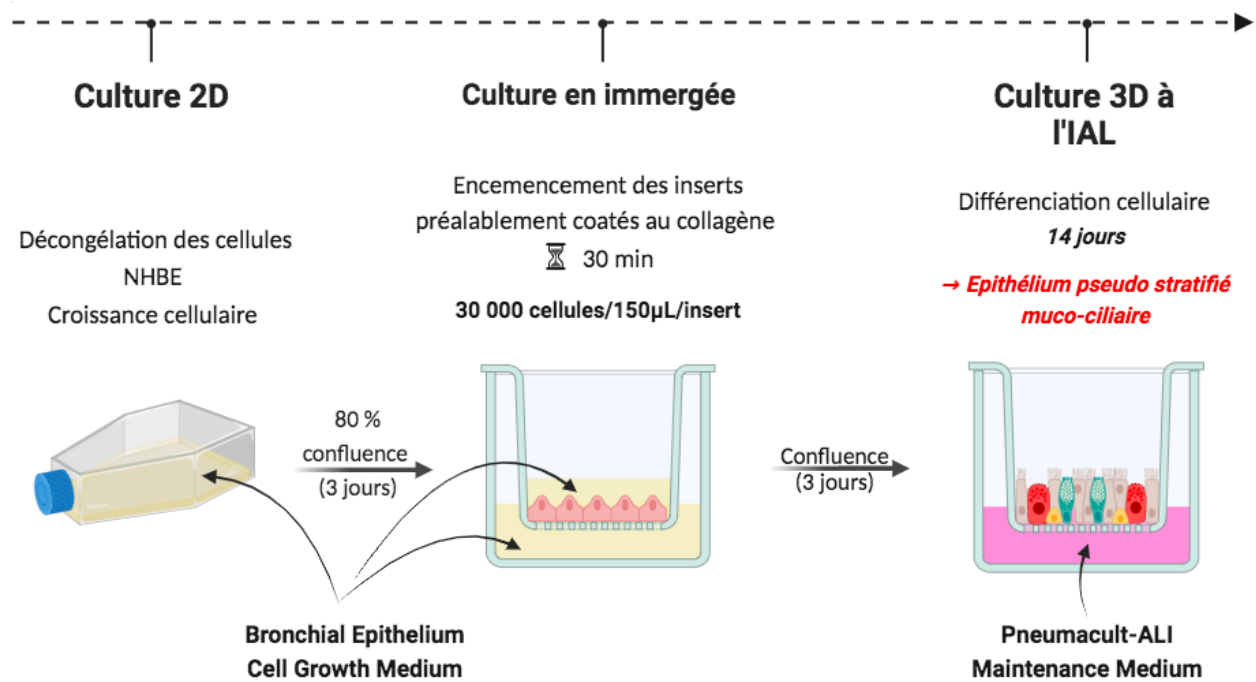 Culture 2D
Décongélation des cellules
NHBE
Croissance cellulaire
80 %
confluence
(3 jours)
Culture en immergée
Encemencement des inserts
préalablement coatés au collagène
30 min
30 000 cellules/150µL/insert
Confluence
(3 jours)
Culture 3D à
l'IAL
Différenciation cellulaire
14 jours
→ Epithélium pseudo stratifié
muco-ciliaire
Bronchial Epithelium
Cell Growth Medium
Pneumacult-ALI
Maintenance Medium